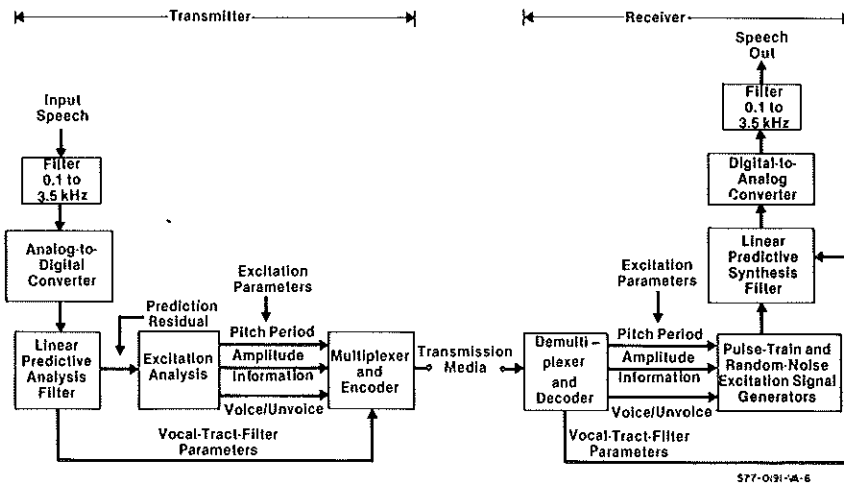 Transmitter
Receiver
Input
Speech
Filter
0.1 to
3.5 kHz
Analog-to-
Digital
Converter
Linear
Predictive
Analysis
Filter
Prediction
Residual
Excitation
Analysis
Excitation
Parameters
Pitch Period
Amplitude
Information
Voice/Unvoice
Multiplexer
and
Encoder
Vocal-Tract-Filter
Parameters
Transmission
Media
Demulti-
plexer
and
Decoder
Excitation
Parameters
Pitch Period
Amplitude
Information
Voice/Unvoice
Vocal-Tract-Filter
Parameters
Pulse-Train and
Random-Noise
Excitation Signal
Generators
Linear
Predictive
Synthesis
Filter
Digital-to-
Analog
Converter
Filter
0.1 to
3.5 kHz
Speech
Out
S77-0191-VA-6